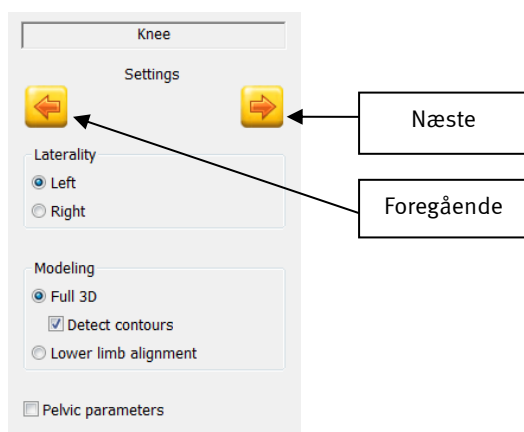 Knee
Settings
Næste
Laterality
Left
Right
Foregående
Modeling
Full 3D
Detect contours
Lower limb alignment
Pelvic parameters